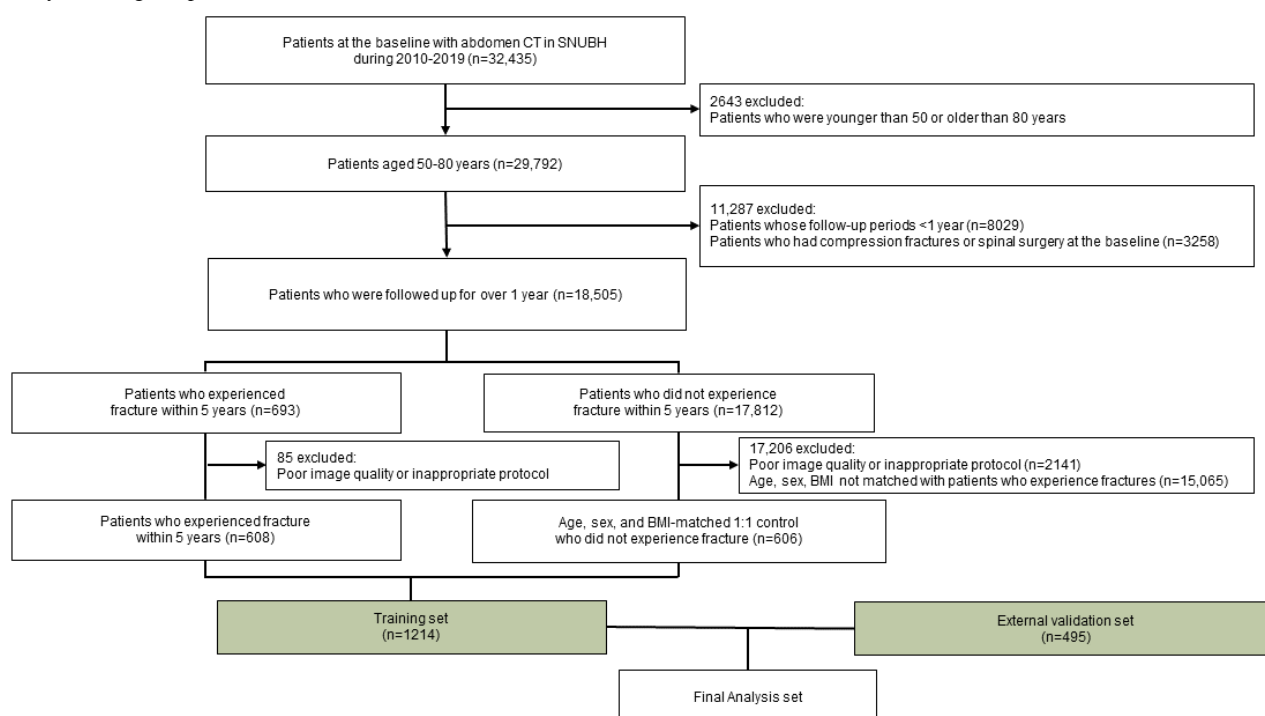 Patients at the baseline with abdomen CT in SNUBH
during 2010-2019 (n=32,435)
2643 excluded:
Patients who were younger than 50 or older than 80 years
Patients aged 50-80 years (n=29,792)
11,287 excluded:
Patients whose follow-up periods <1 year (n=8029)
Patients who had compression fractures or spinal surgery at the baseline (n=3258)
Patients who were followed up for over 1 year (n=18,505)
Patients who experienced
fracture within 5 years (n=693)
Patients who did not experience
fracture within 5 years (n=17,812)
85 excluded:
Poor image quality or inappropriate protocol
17,206 excluded:
Poor image quality or inappropriate protocol (n=2141)
Age, sex, BMI not matched with patients who experience fractures (n=15,065)
Patients who experienced fracture
within 5 years (n=608)
Age, sex, and BMI-matched 1:1 control
who did not experience fracture (n=606)
Training set
(n=1214)
External validation set
(n=495)
Final Analysis set